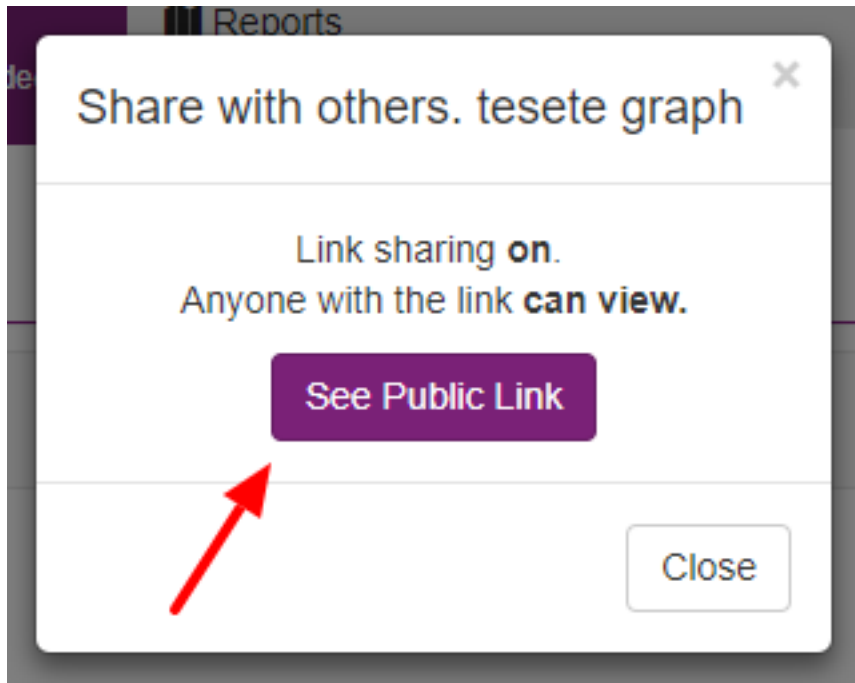 Reports
Share with others. tesete graph
×
Link sharing on.
Anyone with the link can view.
See Public Link
Close